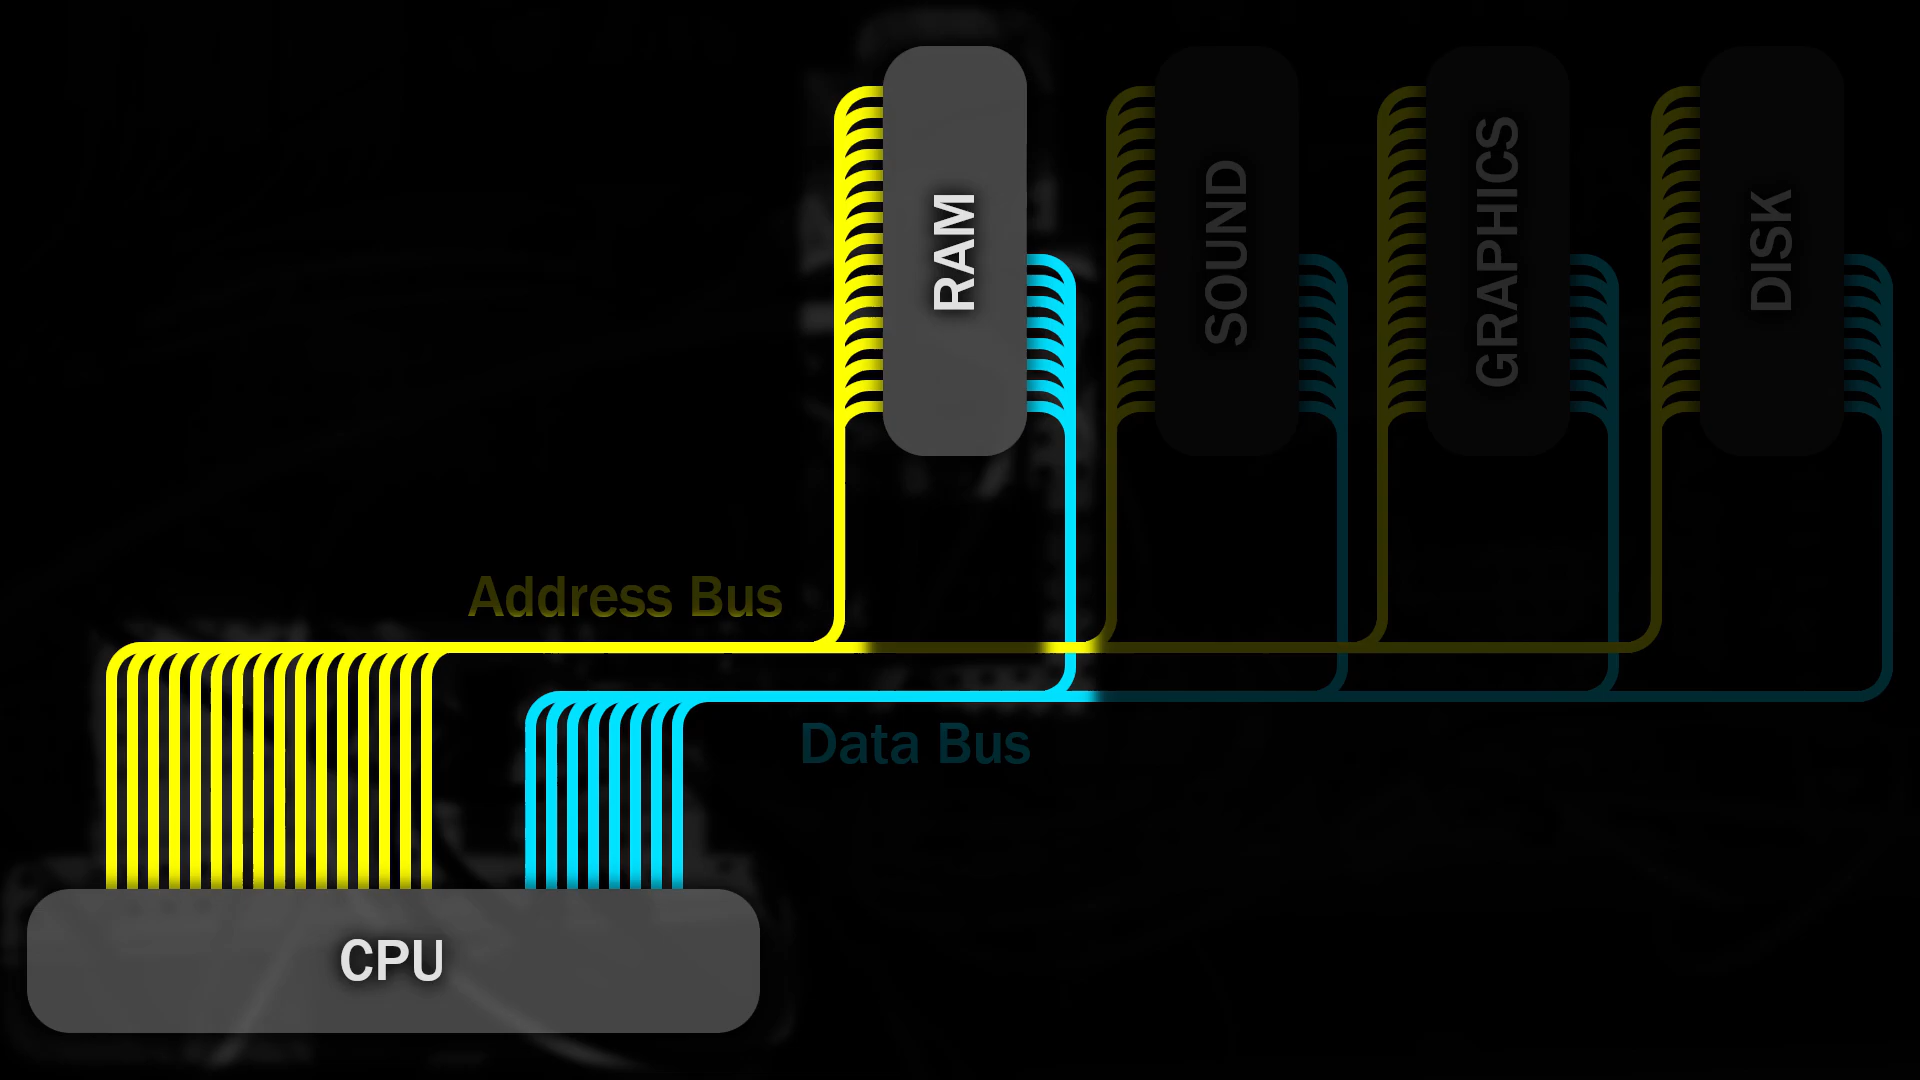 RAM
SOUND
GRAPHICS
DISK
Address Bus
Data Bus
CPU